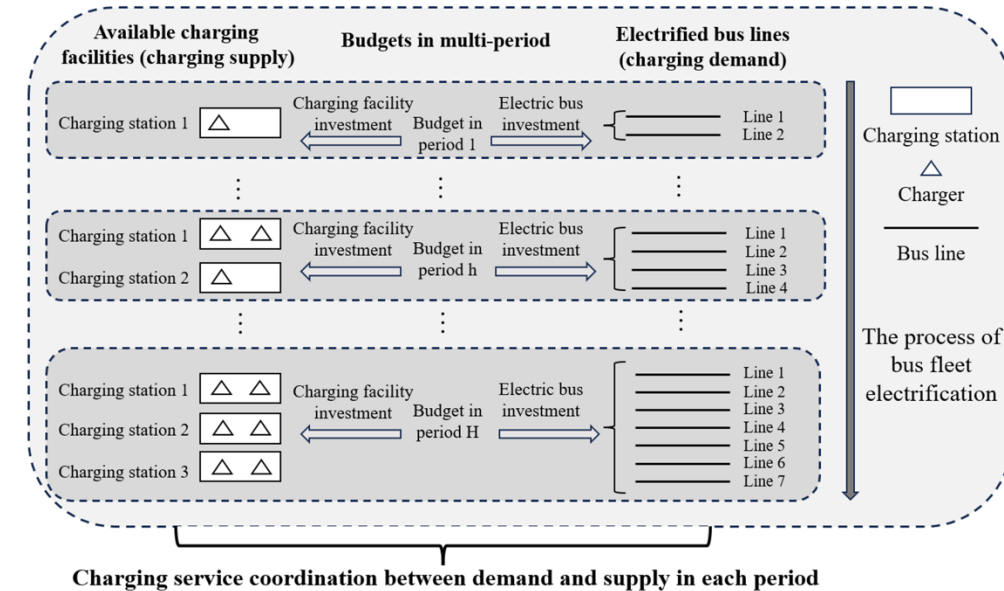 Available charging
facilities (charging supply)
Budgets in multi-period
Electrified bus lines
(charging demand)
Charging station 1
Charging facility
investment
Budget in
period 1
Electric bus
investment
Line 1
Line 2
Charging station 1
Charging station 2
Charging facility
investment
Budget in
period h
Electric bus
investment
Line 1
Line 2
Line 3
Line 4
Charging station 1
Charging station 2
Charging station 3
Charging facility
investment
Budget in
period H
Electric bus
investment
Line 1
Line 2
Line 3
Line 4
Line 5
Line 6
Line 7
Charging station
Charger
Bus line
The process of
bus fleet
electrification
Charging service coordination between demand and supply in each period